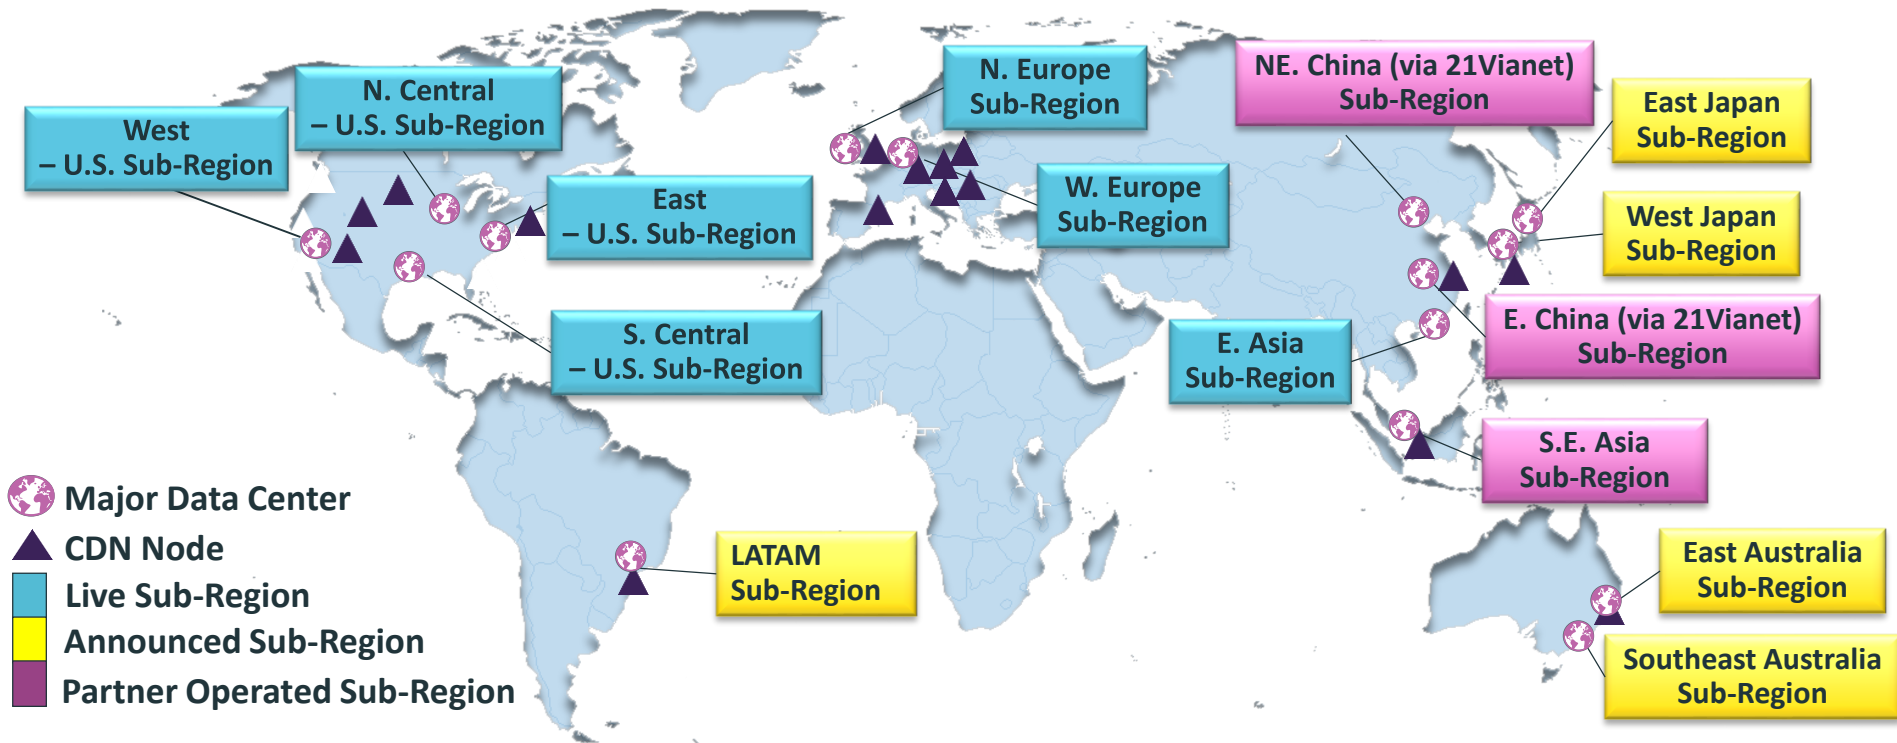 N. Central
– U.S. Sub-Region
West
– U.S. Sub-Region
East
– U.S. Sub-Region
S. Central
– U.S. Sub-Region
N. Europe
Sub-Region
W. Europe
Sub-Region
NE. China (via 21Vianet)
Sub-Region
East Japan
Sub-Region
West Japan
Sub-Region
E. China (via 21Vianet)
Sub-Region
E. Asia
Sub-Region
S.E. Asia
Sub-Region
LATAM
Sub-Region
East Australia
Sub-Region
Southeast Australia
Sub-Region
Major Data Center
CDN Node
Live Sub-Region
Announced Sub-Region
Partner Operated Sub-Region